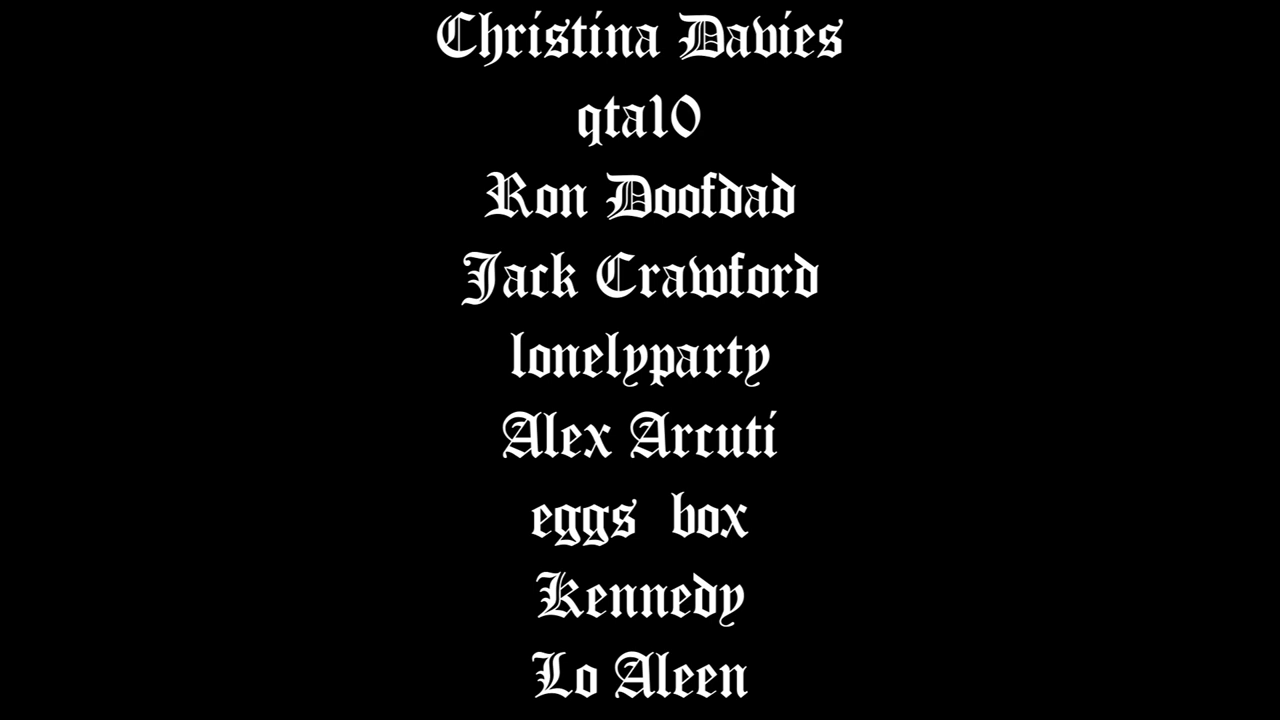 Christina Davies
qta10
Ron Doofdad
Jack Crawford
lonelyparty
Alex Arcuti
eggs  box
Kennedy
Lo Aleen